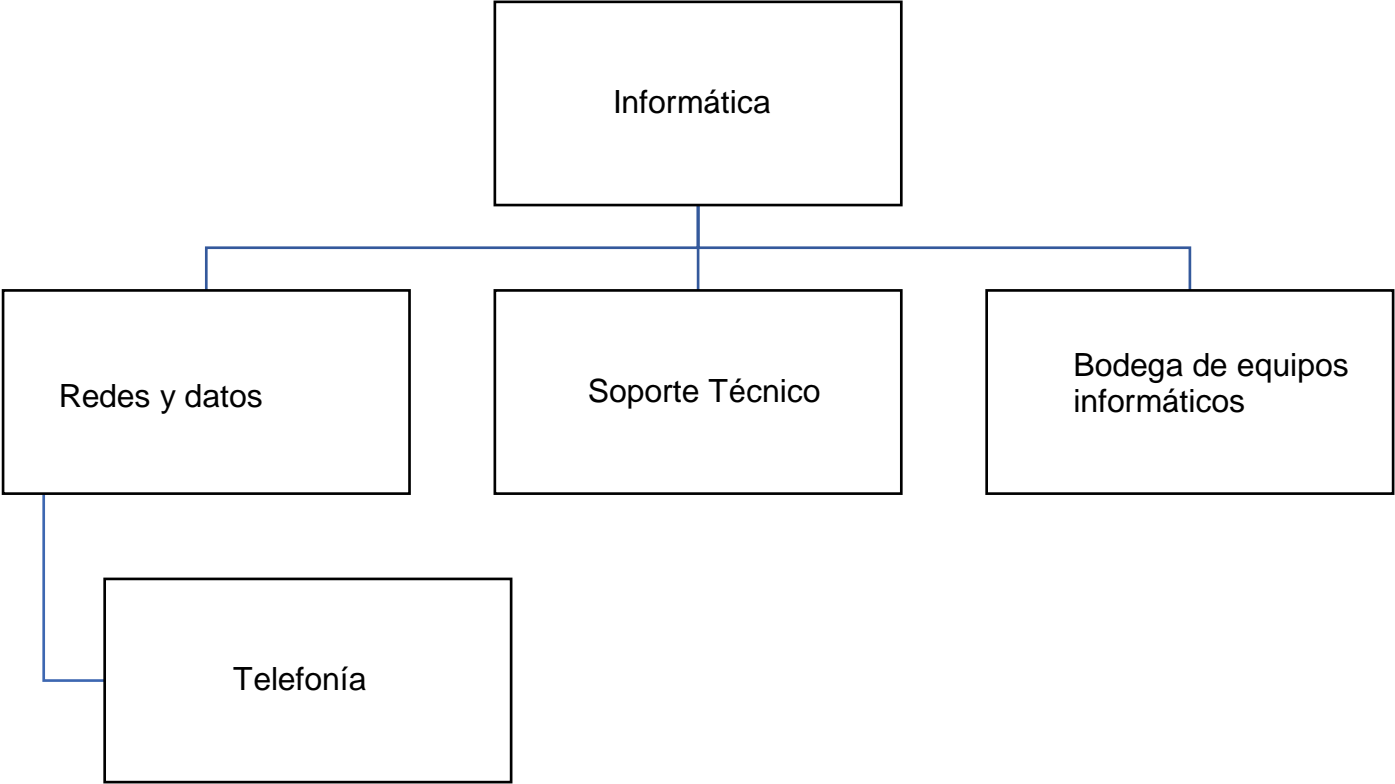 Informática
Redes y datos
Soporte Técnico
Bodega de equipos
informáticos
Telefonía